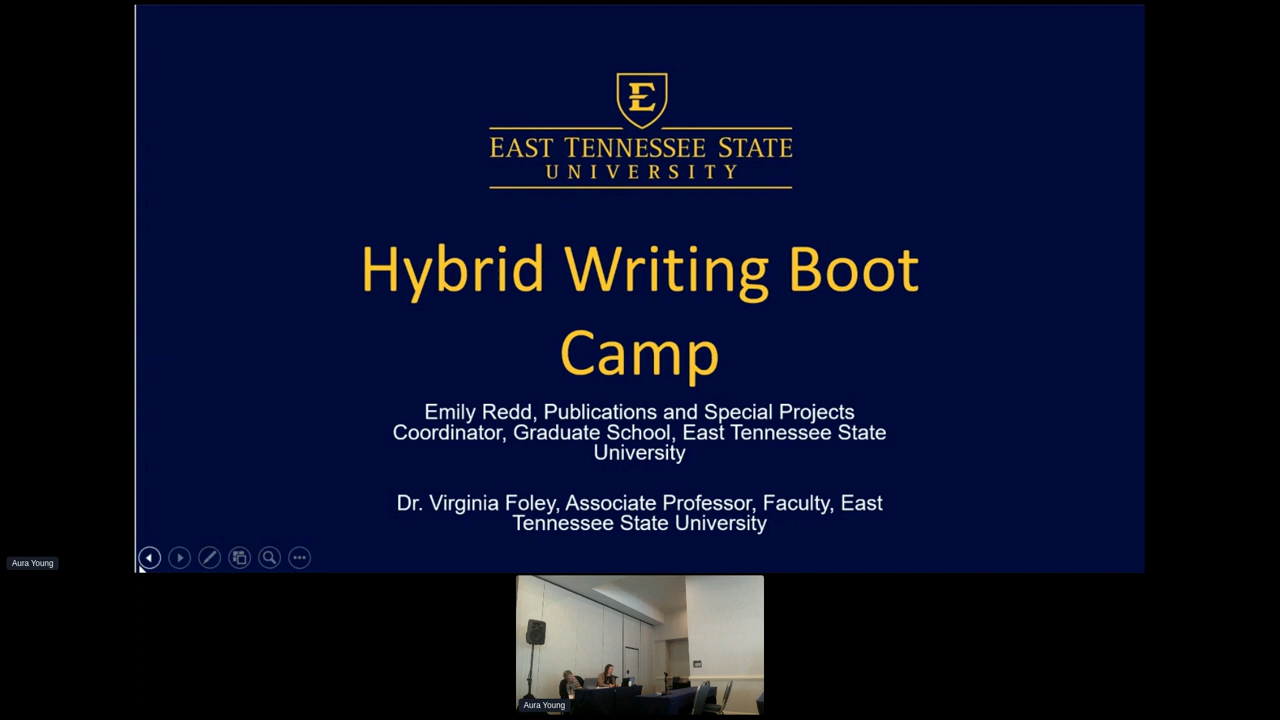 E
EAST TENNESSEE STATE
UNIVERSITY
Hybrid Writing Boot
Camp
Emily Redd, Publications and Special Projects
Coordinator, Graduate School, East Tennessee State
University
Dr. Virginia Foley, Associate Professor, Faculty, East
Tennessee State University
Aura Young
Aura Young